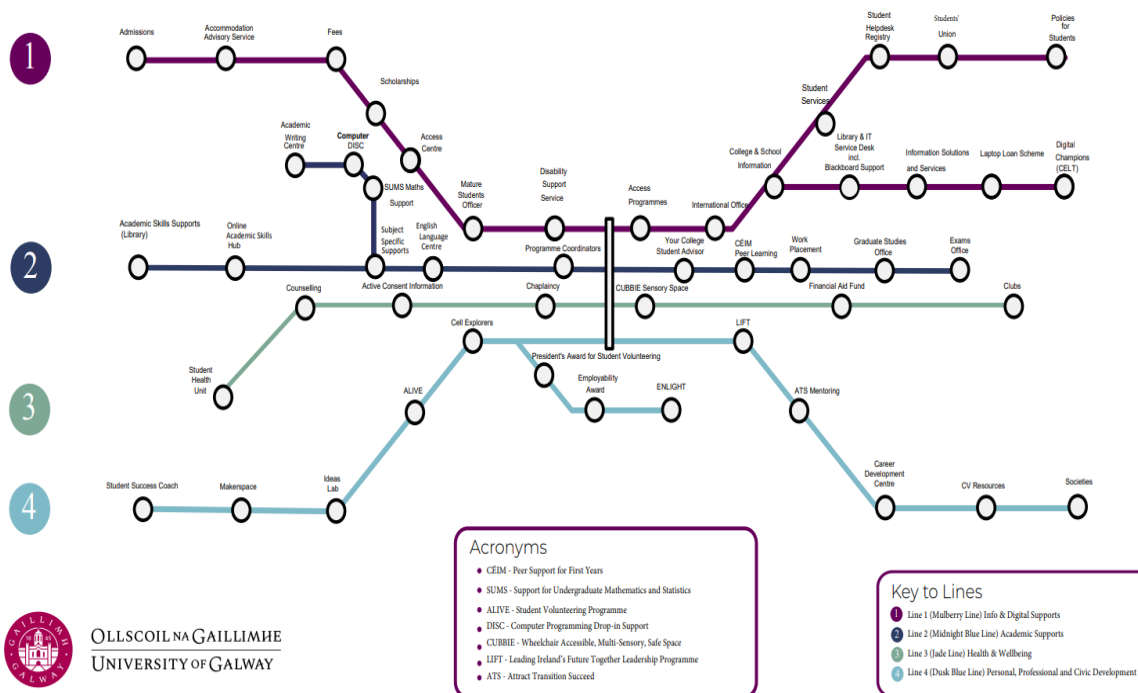 1
Admissions
Accommodation
Advisory Service
Fees
Scholarships
Access
Centre
Mature
Students
Officer
Disability
Support
Service
Access
Programmes
International Office
College & School
Information
Student
Services
Student
Helpdesk
Registry
Students'
Union
Policies
for
Students
Library & IT
Service Desk
incl.
Blackboard Support
Information Solutions
and Services
Laptop Loan Scheme
Digital
Champions
(CELT)
2
Academic
Writing
Centre
Computer
DISC
SUMS Maths
Support
Subject
Specific
Supports
Academic Skills Supports
(Library)
Online
Academic Skills
Hub
English
Language
Centre
Programme Coordinators
Your College
Student Advisor
CÉIM
Peer Learning
Work
Placement
Graduate Studies
Office
Exams
Office
3
Student
Health
Unit
Counselling
Active Consent Information
Chaplaincy
CUBBIE Sensory Space
Financial Aid Fund
Clubs
4
Student Success Coach
Makerspace
Ideas
Lab
ALIVE
Cell Explorers
President's Award for Student Volunteering
Employability
Award
ENLIGHT
LIFT
ATS Mentoring
Career
Development
Centre
CV Resources
Societies
Acronyms
CÉIM - Peer Support for First Years
SUMS - Support for Undergraduate Mathematics and Statistics
ALIVE - Student Volunteering Programme
DISC - Computer Programming Drop-in Support
CUBBIE - Wheelchair Accessible, Multi-Sensory, Safe Space
LIFT - Leading Ireland's Future Together Leadership Programme
ATS - Attract Transition Succeed
Key to Lines
1 Line 1 (Mulberry Line) Info & Digital Supports
2 Line 2 (Midnight Blue Line) Academic Supports
3 Line 3 (Jade Line) Health & Wellbeing
4 Line 4 (Dusk Blue Line) Personal, Professional and Civic Development
GAILLIMH
GALWAY
OLLSCOIL NA GAILLIMHE
UNIVERSITY OF GALWAY